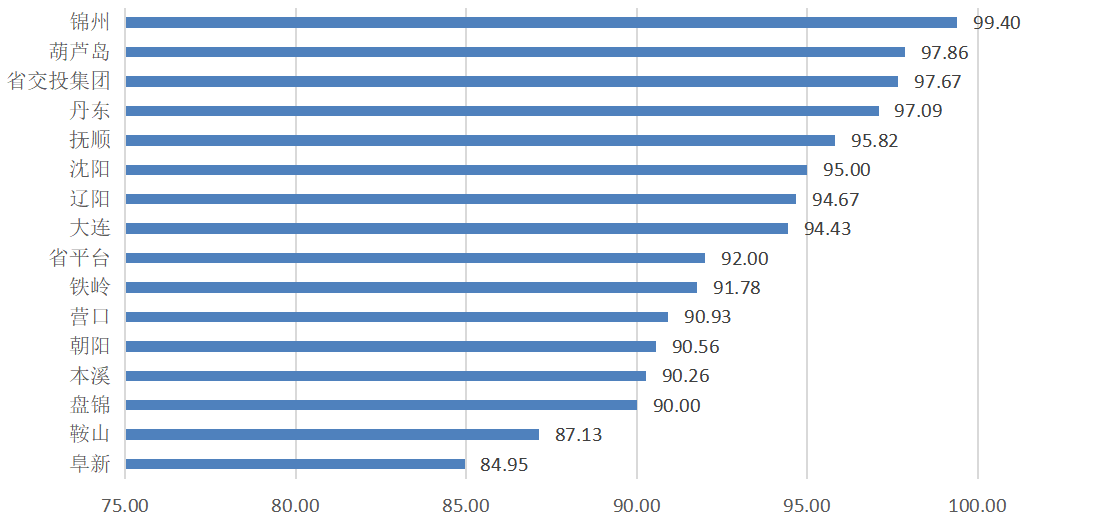 锦州 99.40
葫芦岛 97.86
省交投集团 97.67
丹东 97.09
抚顺 95.82
沈阳 95.00
辽阳 94.67
大连 94.43
省平台 92.00
铁岭 91.78
营口 90.93
朝阳 90.56
本溪 90.26
盘锦 90.00
鞍山 87.13
阜新 84.95
75.00 80.00 85.00 90.00 95.00 100.00